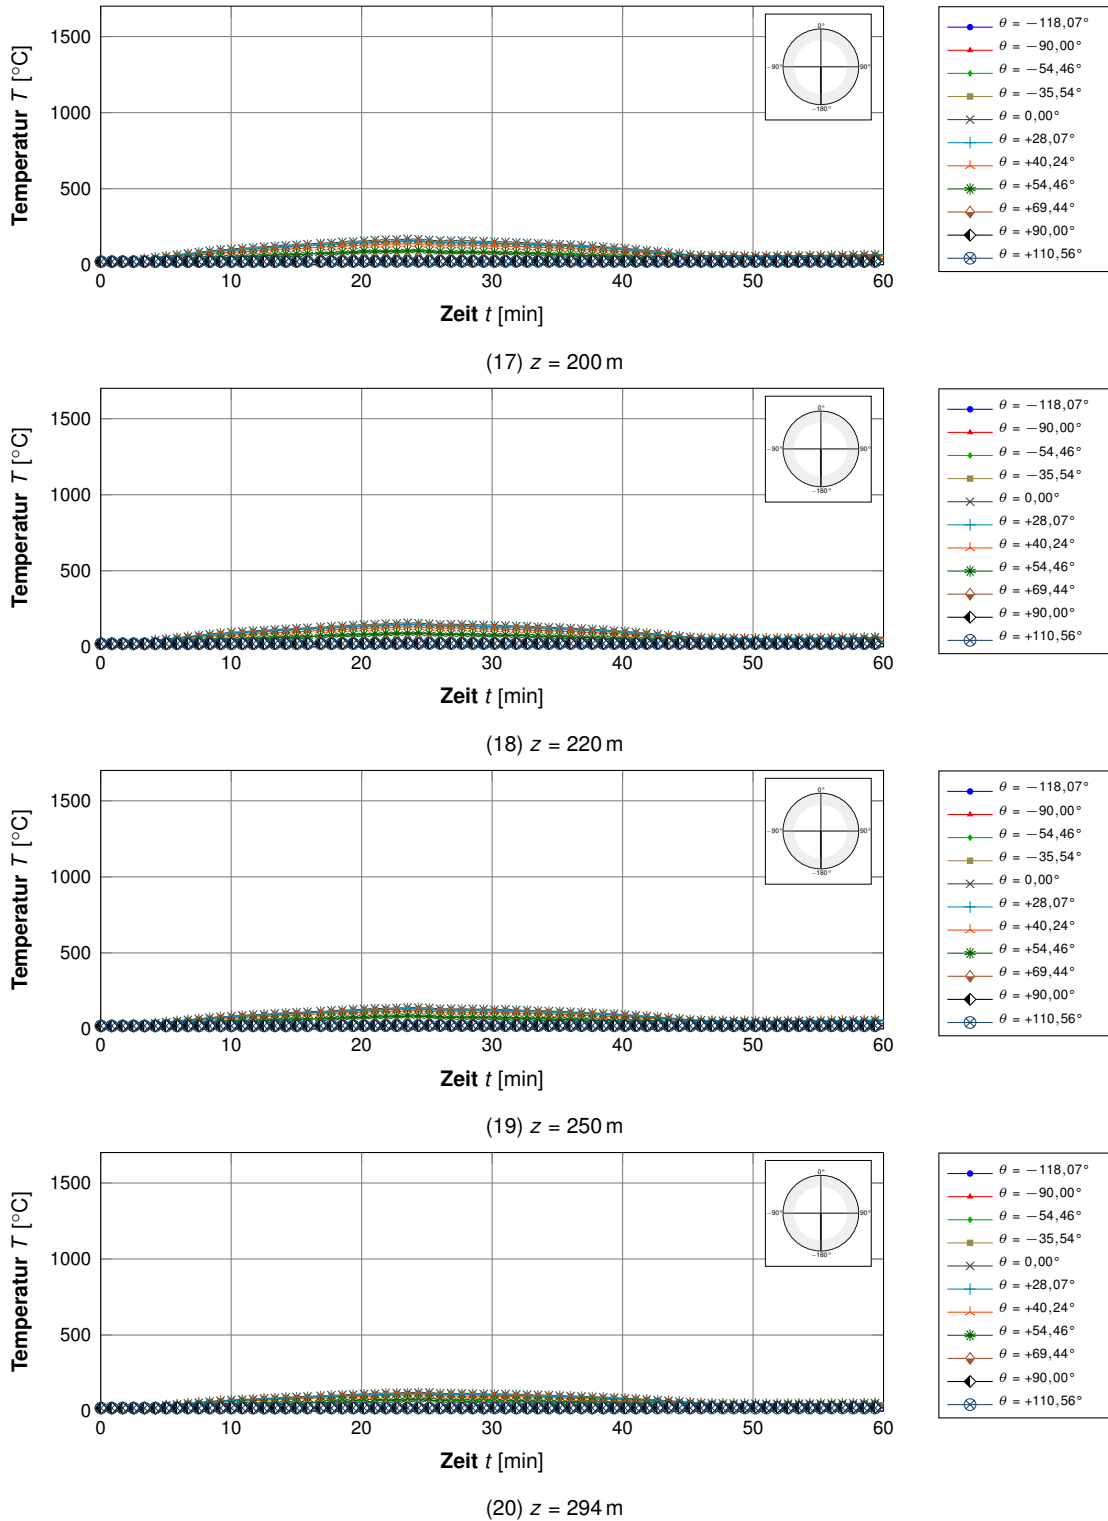 1500
1000
500
0
Temperatur T [°C]
0 10 20 30 40 50 60
Zeit t [min]
0°
−90° 90°
−180°
θ = −118,07°
θ = −90,00°
θ = −54,46°
θ = −35,54°
θ = 0,00°
θ = +28,07°
θ = +40,24°
θ = +54,46°
θ = +69,44°
θ = +90,00°
θ = +110,56°
(17) z = 200 m
1500
1000
500
0
Temperatur T [°C]
0 10 20 30 40 50 60
Zeit t [min]
0°
−90° 90°
−180°
θ = −118,07°
θ = −90,00°
θ = −54,46°
θ = −35,54°
θ = 0,00°
θ = +28,07°
θ = +40,24°
θ = +54,46°
θ = +69,44°
θ = +90,00°
θ = +110,56°
(18) z = 220 m
1500
1000
500
0
Temperatur T [°C]
0 10 20 30 40 50 60
Zeit t [min]
0°
−90° 90°
−180°
θ = −118,07°
θ = −90,00°
θ = −54,46°
θ = −35,54°
θ = 0,00°
θ = +28,07°
θ = +40,24°
θ = +54,46°
θ = +69,44°
θ = +90,00°
θ = +110,56°
(19) z = 250 m
1500
1000
500
0
Temperatur T [°C]
0 10 20 30 40 50 60
Zeit t [min]
0°
−90° 90°
−180°
θ = −118,07°
θ = −90,00°
θ = −54,46°
θ = −35,54°
θ = 0,00°
θ = +28,07°
θ = +40,24°
θ = +54,46°
θ = +69,44°
θ = +90,00°
θ = +110,56°
(20) z = 294 m